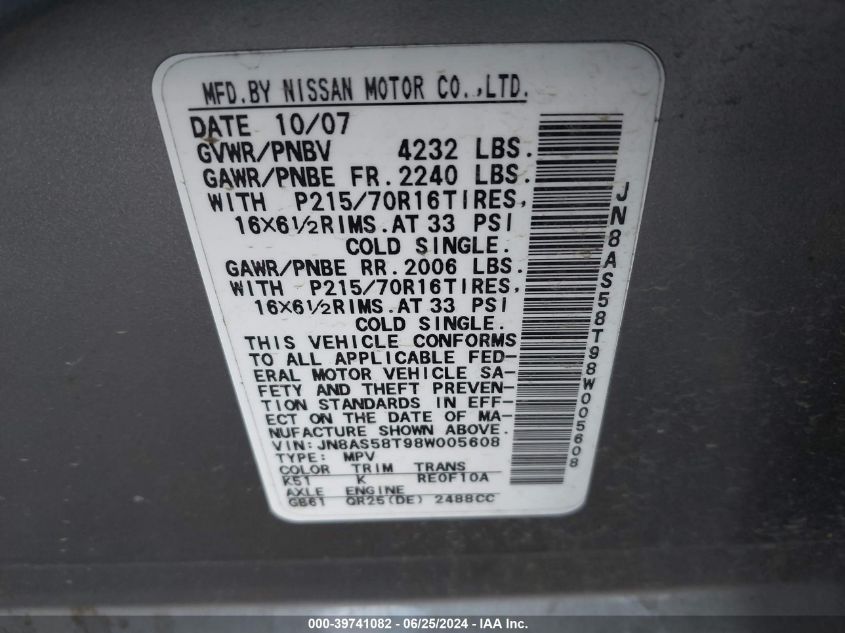 MFD.BY NISSAN MOTOR CO.,LTD.
DATE 10/07
GVWR/PNBV 4232 LBS.
GAWR/PNBE FR.2240 LBS.
WITH P215/70R16TIRES,
16×6½RIMS.AT 33 PSI
COLD SINGLE.
GAWR/PNBE RR.2006 LBS.
WITH P215/70R16TIRES,
16×6½RIMS.AT 33 PSI
COLD SINGLE.
THIS VEHICLE CONFORMS
TO ALL APPLICABLE FED-
ERAL MOTOR VEHICLE SA-
FETY AND THEFT PREVEN-
TION STANDARDS IN EFF-
ECT ON THE DATE OF MA-
NUFACTURE SHOWN ABOVE.
VIN:JN8AS58T98W005608
TYPE: MPV
COLOR TRIM TRANS
K51 K RE0F10A
AXLE ENGINE
GB61 QR25(DE) 2488CC
JN8AS58T98W005608
000-39741082 / 06/25/2024 - IAA Inc.